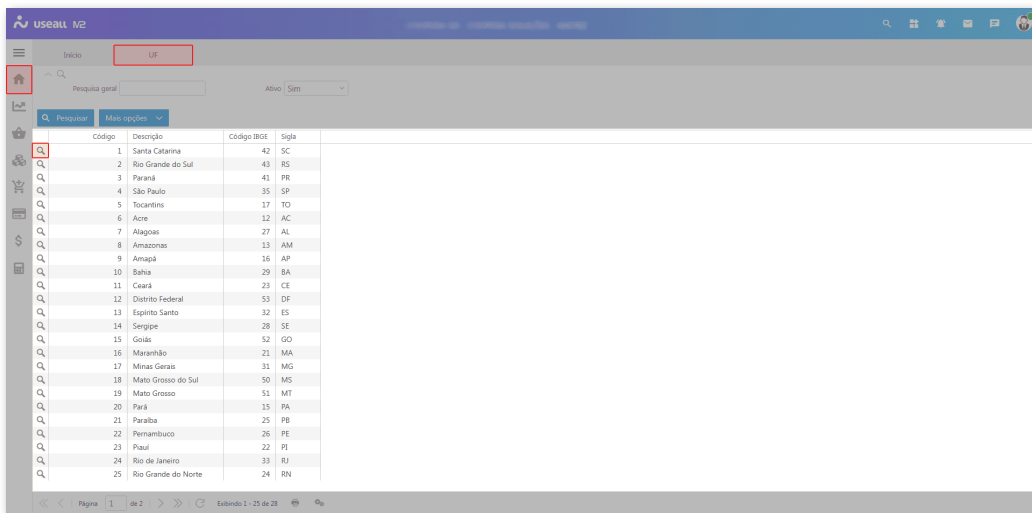 useall M2
Início UF
Pesquisa geral Ativo Sim
Pesquisar Mais opções
Código Descrição Código IBGE Sigla
1 Santa Catarina 42 SC
2 Rio Grande do Sul 43 RS
3 Paraná 41 PR
4 São Paulo 35 SP
5 Tocantins 17 TO
6 Acre 12 AC
7 Alagoas 27 AL
8 Amazonas 13 AM
9 Amapá 16 AP
10 Bahia 29 BA
11 Ceará 23 CE
12 Distrito Federal 53 DF
13 Espírito Santo 32 ES
14 Sergipe 28 SE
15 Goiás 52 GO
16 Maranhão 21 MA
17 Minas Gerais 31 MG
18 Mato Grosso do Sul 50 MS
19 Mato Grosso 51 MT
20 Pará 15 PA
21 Paraíba 25 PB
22 Pernambuco 26 PE
23 Piauí 22 PI
24 Rio de Janeiro 33 RJ
25 Rio Grande do Norte 24 RN
Página 1 de 2 Exibindo 1 - 25 de 28